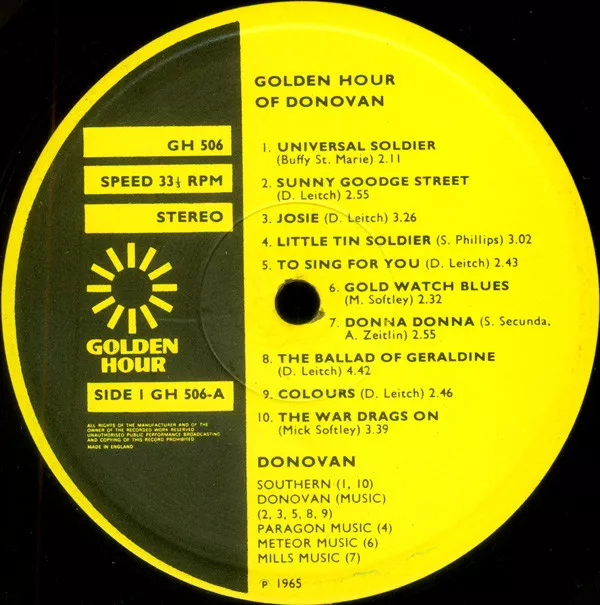 GOLDEN HOUR
OF DONOVAN
GH 506
SPEED 33⅓ RPM
STEREO
GOLDEN
HOUR
SIDE 1 GH 506-A
ALL RIGHTS OF THE MANUFACTURER AND OF THE
OWNER OF THE RECORDED WORK RESERVED
UNAUTHORISED PUBLIC PERFORMANCE BROADCASTING
AND COPYING OF THIS RECORD PROHIBITED
MADE IN ENGLAND
1. UNIVERSAL SOLDIER
(Buffy St. Marie) 2.11
2. SUNNY GOODGE STREET
(D. Leitch) 2.55
3. JOSIE (D. Leitch) 3.26
4. LITTLE TIN SOLDIER (S. Phillips) 3.02
5. TO SING FOR YOU (D. Leitch) 2.43
6. GOLD WATCH BLUES
(M. Softley) 2.32
7. DONNA DONNA (S. Secunda,
A. Zeitlin) 2.55
8. THE BALLAD OF GERALDINE
(D. Leitch) 4.42
9. COLOURS (D. Leitch) 2.46
10. THE WAR DRAGS ON
(Mick Softley) 3.39
DONOVAN
SOUTHERN (1, 10)
DONOVAN (MUSIC)
(2, 3, 5, 8, 9)
PARAGON MUSIC (4)
METEOR MUSIC (6)
MILLS MUSIC (7)
℗ 1965